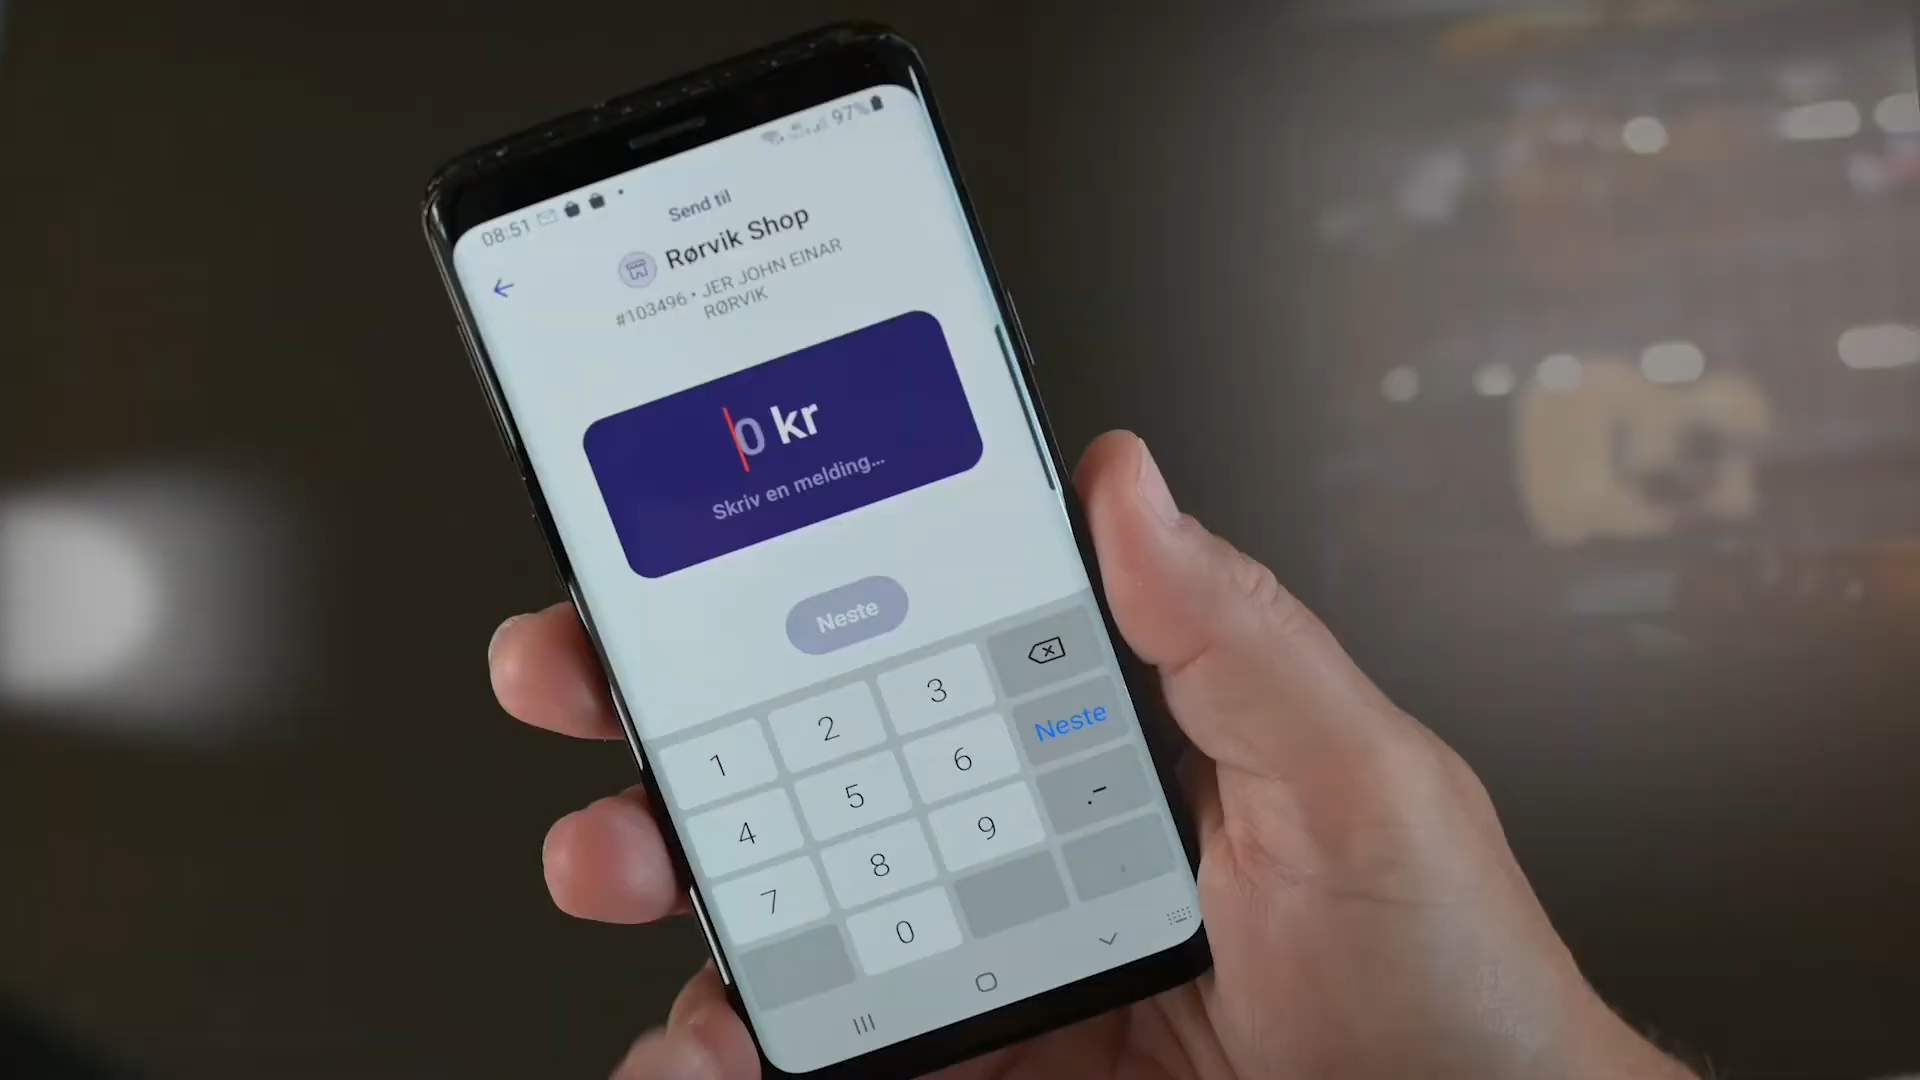 08:51
97%
Send til
Rørvik Shop
#103496 • JER JOHN EINAR
RØRVIK
0 kr
Skriv en melding...
Neste
1 2 3
4 5 6 Neste
7 8 9 .-
0 .